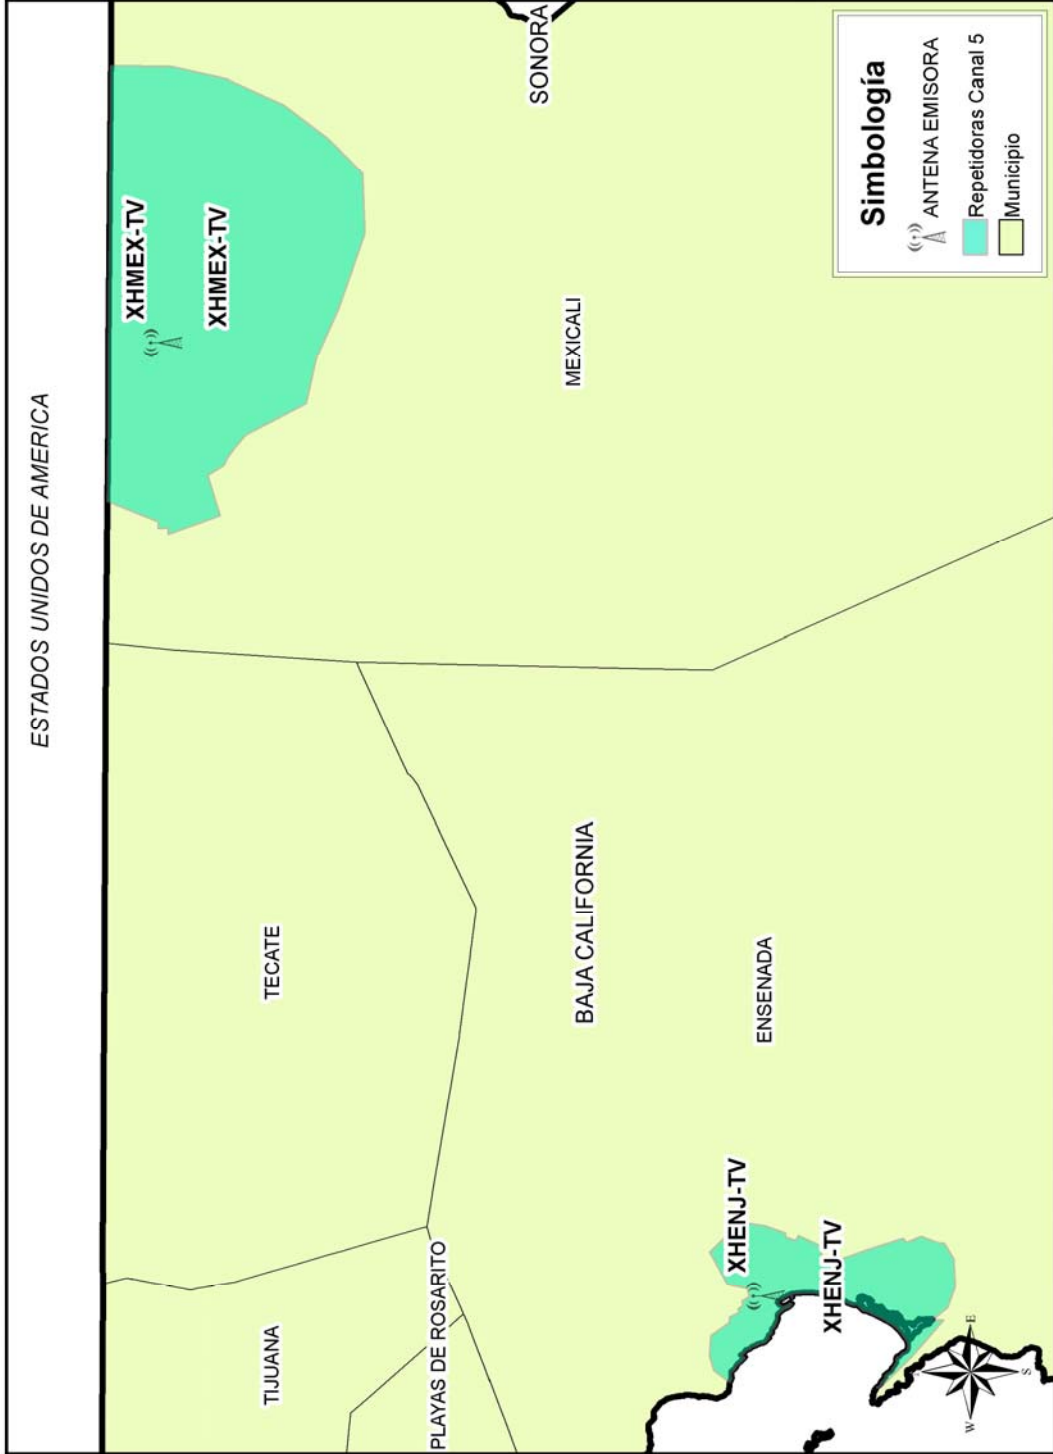 ESTADOS UNIDOS DE AMERICA
XHMEX-TV
XHMEX-TV
SONORA
TECATE
TIJUANA
MEXICALI
PLAYAS DE ROSARITO
BAJA CALIFORNIA
ENSENADA
XHENJ-TV
XHENJ-TV
Simbología
ANTENA EMISORA
Repetidoras Canal 5
Municipio
W
E
S